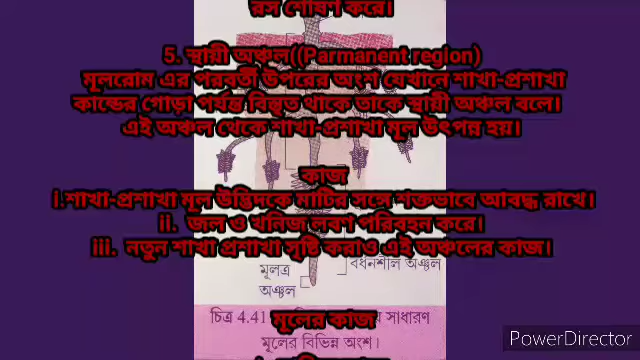 রস শোষণ করে।
5. স্থায়ী অঞ্চল((Parmanent region)
মূলরোম এর পরবর্তী উপরের অংশ যেখানে শাখা-প্রশাখা
কান্ডের গোড়া পর্যন্ত বিস্তৃত থাকে তাকে স্থায়ী অঞ্চল বলে।
এই অঞ্চল থেকে শাখা-প্রশাখা মূল উৎপন্ন হয়।
কাজ
i.শাখা-প্রশাখা মূল উদ্ভিদকে মাটির সঙ্গে শক্তভাবে আবদ্ধ রাখে।
ii. জল ও খনিজ লবণ পরিবহন করে।
iii. নতুন শাখা প্রশাখা সৃষ্টি করাও এই অঞ্চলের কাজ।
মূলত্র অঞ্চল
বর্ধনশীল অঞ্চল
চিত্র 4.41 সাধারণ
মূলের কাজ
মূলের বিভিন্ন অংশ।
PowerDirector